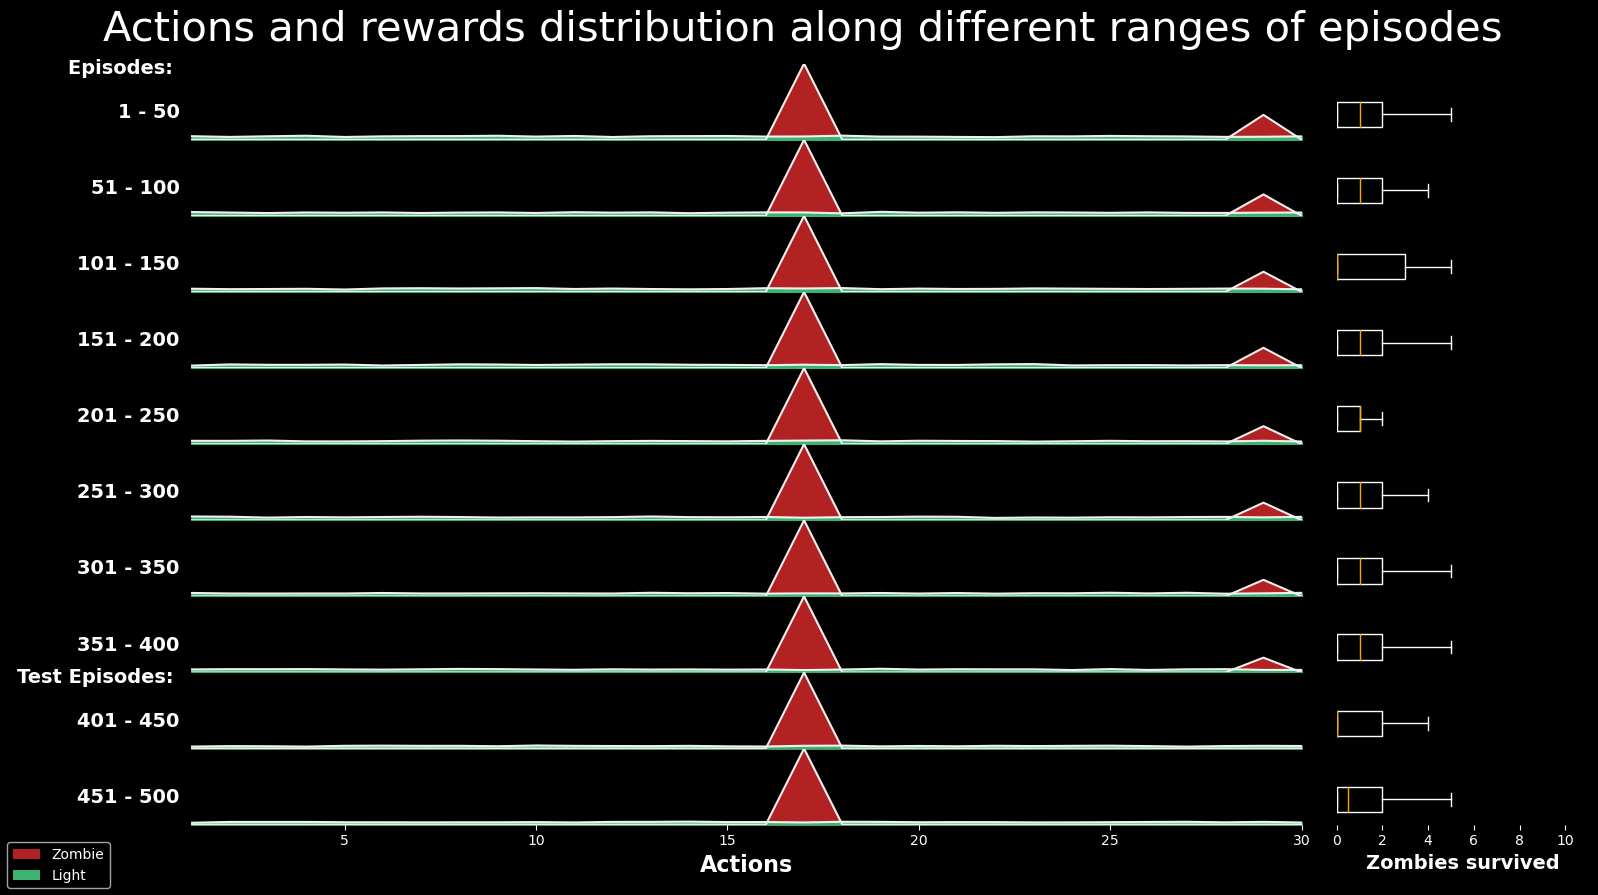 Actions and rewards distribution along different ranges of episodes
Episodes:
1 - 50
51 - 100
101 - 150
151 - 200
201 - 250
251 - 300
301 - 350
351 - 400
Test Episodes:
401 - 450
451 - 500
5 10 15 20 25 30
0 2 4 6 8 10
Actions
Zombies survived
Zombie
Light